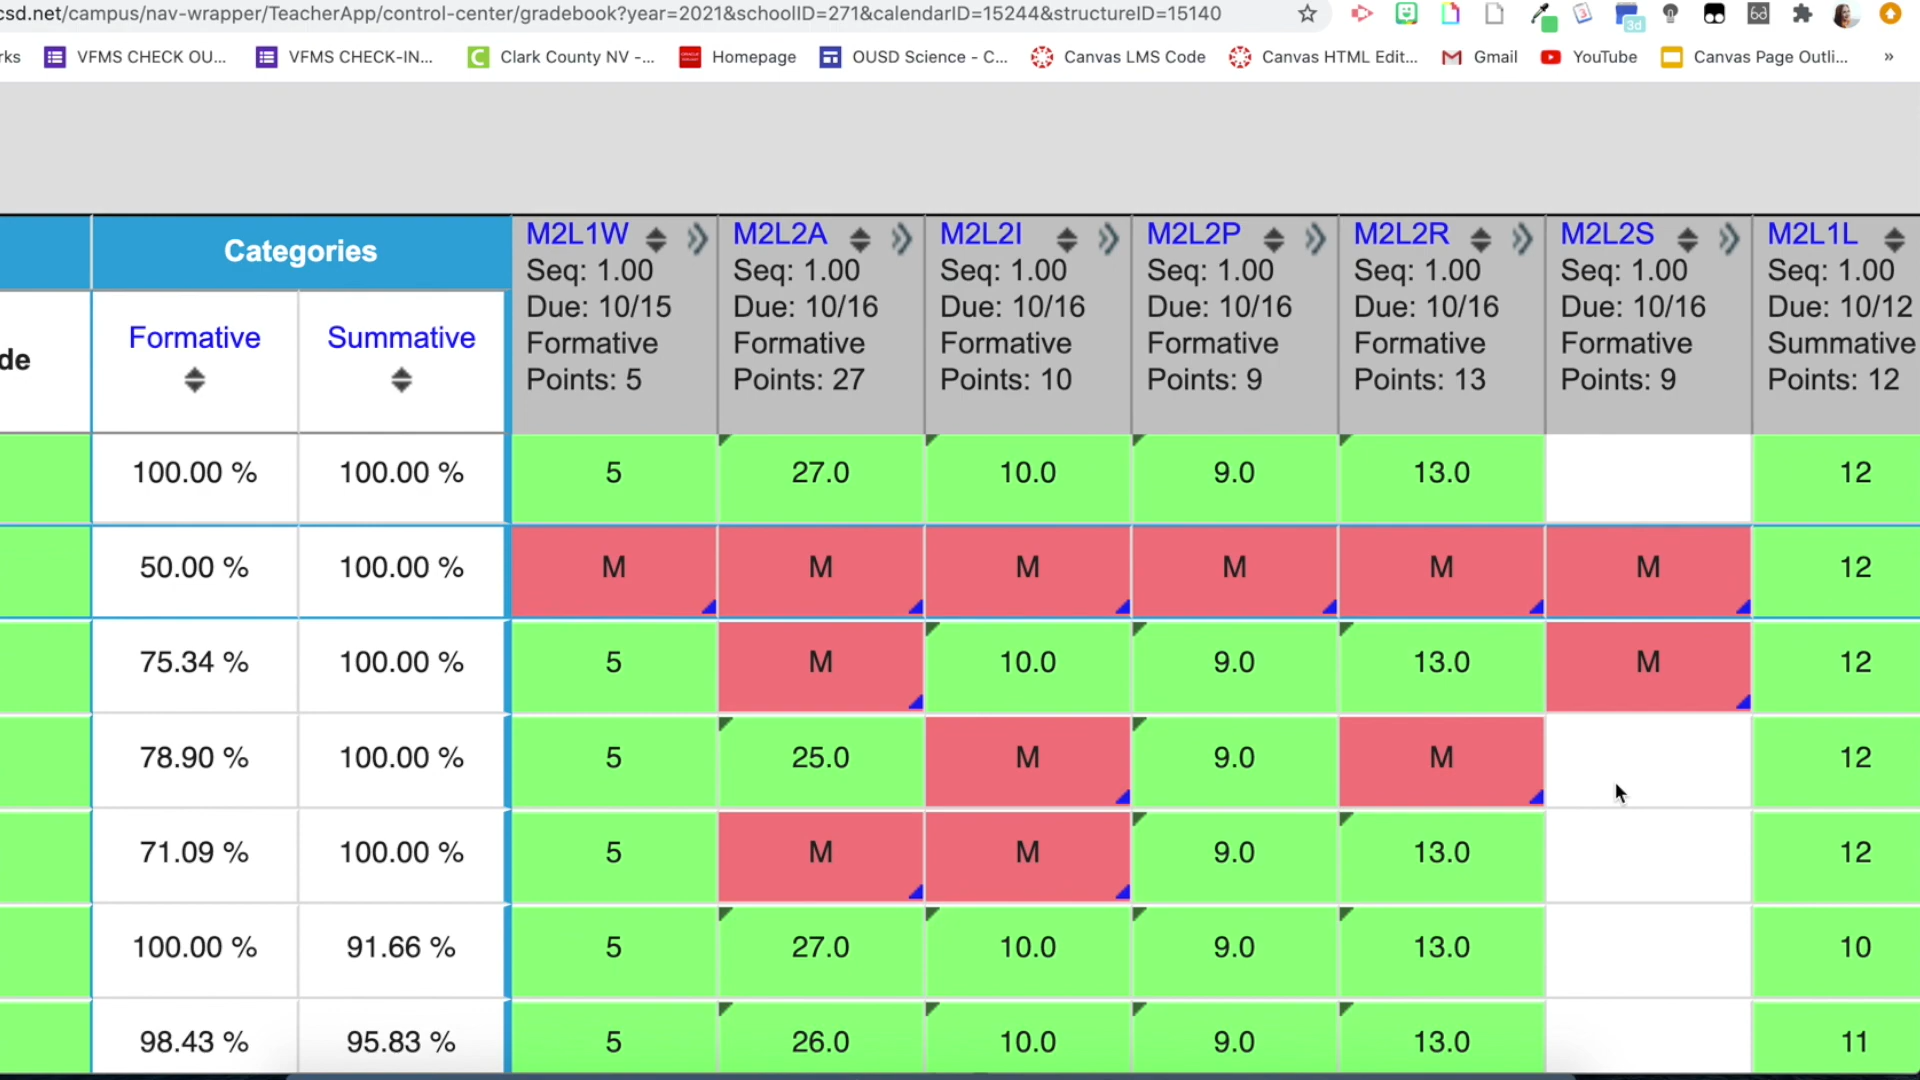 csd.net/campus/nav-wrapper/TeacherApp/control-center/gradebook?year=2021&schoolID=271&calendarID=15244&structureID=15140
3d
rks VFMS CHECK OU... VFMS CHECK-IN... Clark County NV -... Homepage OUSD Science - C... Canvas LMS Code Canvas HTML Edit... Gmail YouTube Canvas Page Outli... »
Categories M2L1W M2L2A M2L2I M2L2P M2L2R M2L2S M2L1L
Seq: 1.00 Seq: 1.00 Seq: 1.00 Seq: 1.00 Seq: 1.00 Seq: 1.00 Seq: 1.00
Due: 10/15 Due: 10/16 Due: 10/16 Due: 10/16 Due: 10/16 Due: 10/16 Due: 10/12
de Formative Summative Formative Formative Formative Formative Formative Formative Summative
Points: 5 Points: 27 Points: 10 Points: 9 Points: 13 Points: 9 Points: 12
100.00 % 100.00 % 5 27.0 10.0 9.0 13.0 12
50.00 % 100.00 % M M M M M M 12
75.34 % 100.00 % 5 M 10.0 9.0 13.0 M 12
78.90 % 100.00 % 5 25.0 M 9.0 M 12
71.09 % 100.00 % 5 M M 9.0 13.0 12
100.00 % 91.66 % 5 27.0 10.0 9.0 13.0 10
98.43 % 95.83 % 5 26.0 10.0 9.0 13.0 11